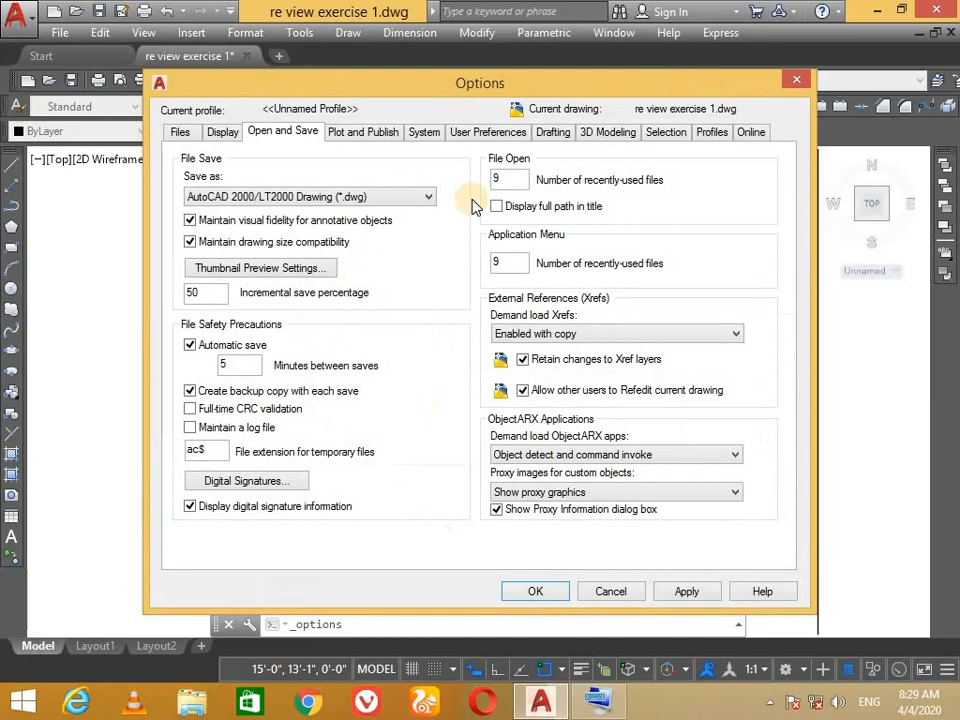 re view exercise 1.dwg
Type a keyword or phrase
Sign In
File Edit View Insert Format Tools Draw Dimension Modify Parametric Window Help Express
Start
re view exercise 1*
Options
Standard
Current profile: <<Unnamed Profile>>
Current drawing: re view exercise 1.dwg
ByLayer
Files Display Open and Save Plot and Publish System User Preferences Drafting 3D Modeling Selection Profiles Online
[−][Top][2D Wireframe
File Save
Save as:
AutoCAD 2000/LT2000 Drawing (*.dwg)
Maintain visual fidelity for annotative objects
Maintain drawing size compatibility
Thumbnail Preview Settings...
50 Incremental save percentage
File Safety Precautions
Automatic save
5 Minutes between saves
Create backup copy with each save
Full-time CRC validation
Maintain a log file
ac$ File extension for temporary files
Digital Signatures...
Display digital signature information
File Open
9 Number of recently-used files
Display full path in title
Application Menu
9 Number of recently-used files
External References (Xrefs)
Demand load Xrefs:
Enabled with copy
Retain changes to Xref layers
Allow other users to Refedit current drawing
ObjectARX Applications
Demand load ObjectARX apps:
Object detect and command invoke
Proxy images for custom objects:
Show proxy graphics
Show Proxy Information dialog box
OK Cancel Apply Help
N
W TOP E
S
Unnamed
_options
Model Layout1 Layout2
15'-0", 13'-1", 0'-0" MODEL
1:1
ENG
8:29 AM
4/4/2020